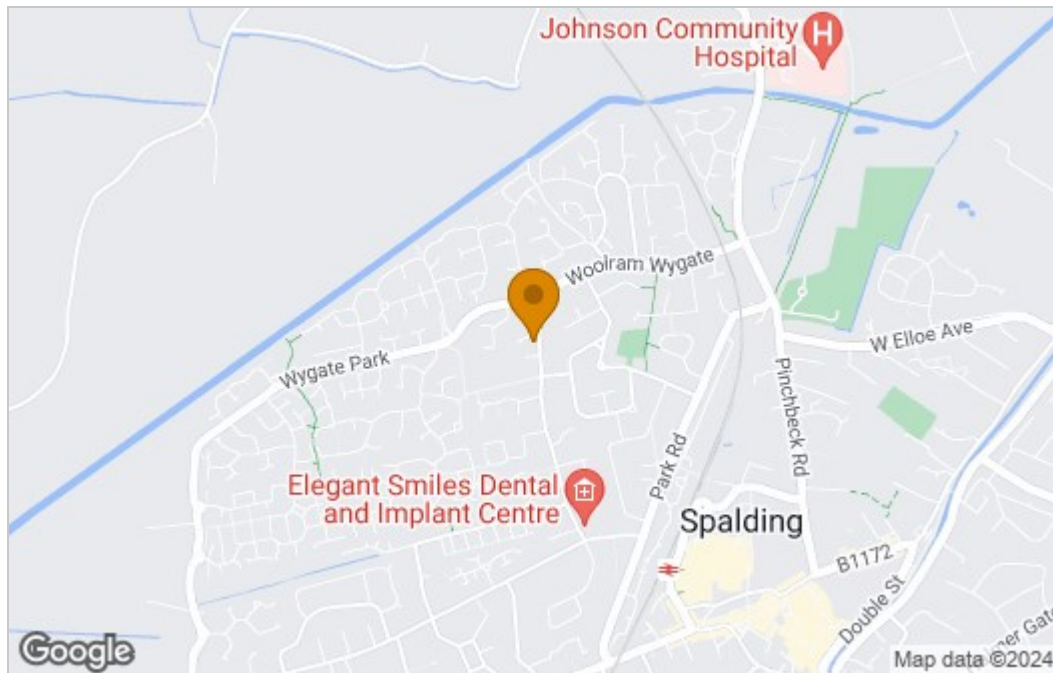 Johnson Community
Hospital
H
Woolram Wygate
W Elloe Ave
Wygate Park
Pinchbeck Rd
Park Rd
Elegant Smiles Dental
and Implant Centre
Spalding
B1172
Double St
Google
Map data ©2024